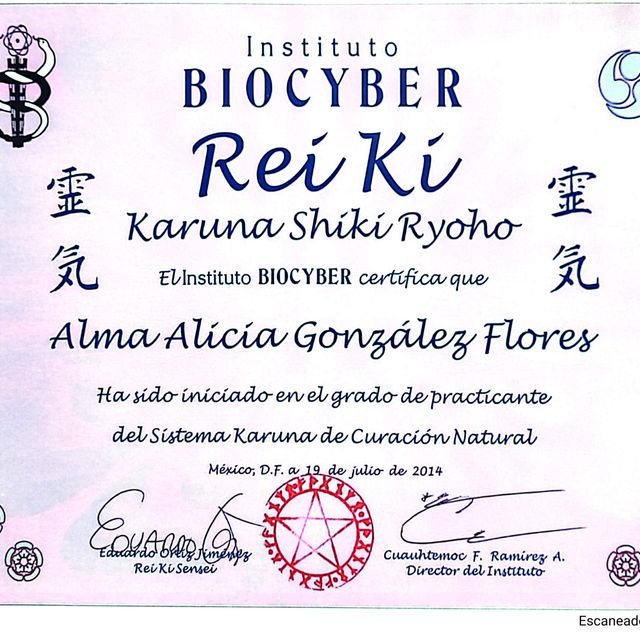 Instituto
BIOCYBER
Rei Ki
Karuna Shiki Ryoho
霊
気
霊
気
El Instituto BIOCYBER certifica que
Alma Alicia González Flores
Ha sido iniciado en el grado de practicante
del Sistema Karuna de Curación Natural
México, D.F. a 19 de julio de 2014
Eduardo Ortiz Jiménez
Rei Ki Sensei
Cuauhtemoc F. Ramírez A.
Director del Instituto